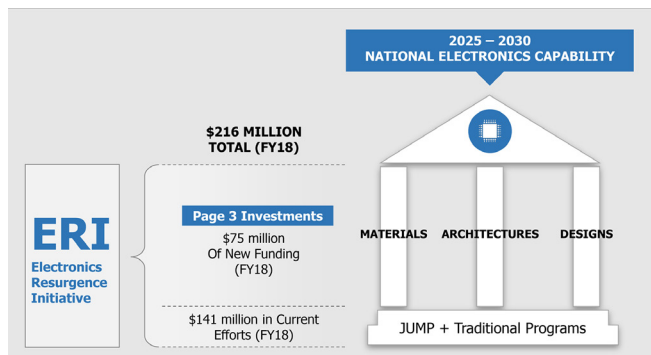 2025 – 2030
NATIONAL ELECTRONICS CAPABILITY
$216 MILLION
TOTAL (FY18)
ERI
Electronics
Resurgence
Initiative
Page 3 Investments
$75 million
Of New Funding
(FY18)
$141 million in Current
Efforts (FY18)
MATERIALS ARCHITECTURES DESIGNS
JUMP + Traditional Programs